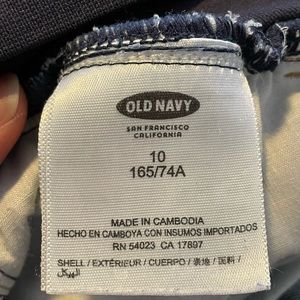 OLD NAVY
SAN FRANCISCO
CALIFORNIA
10
165/74A
MADE IN CAMBODIA
HECHO EN CAMBOYA CON INSUMOS IMPORTADOS
RN 54023 CA 17897
SHELL / EXTÉRIEUR / CUERPO / 表地 / 面料 /
الهيكل